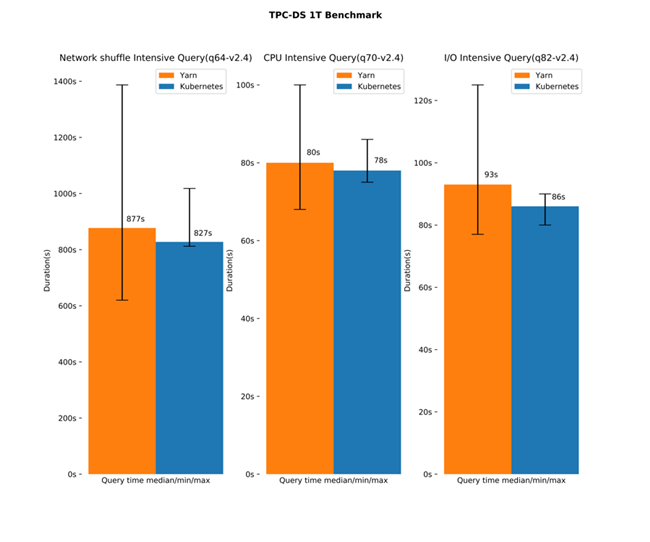 TPC-DS 1T Benchmark
Network shuffle Intensive Query(q64-v2.4)
1400s
1200s
1000s
800s
600s
400s
200s
0s
Duration(s)
Yarn
Kubernetes
877s
827s
Query time median/min/max
CPU Intensive Query(q70-v2.4)
100s
80s
60s
40s
20s
0s
Duration(s)
Yarn
Kubernetes
80s
78s
Query time median/min/max
I/O Intensive Query(q82-v2.4)
120s
100s
80s
60s
40s
20s
0s
Duration(s)
Yarn
Kubernetes
93s
86s
Query time median/min/max